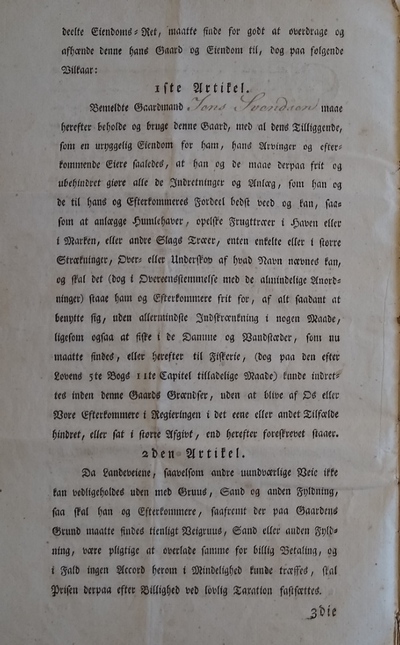 deelte Eiendoms-Ret, maatte finde for godt at overdrage og
afhænde denne hans Gaard og Eiendom til, dog paa følgende
Vilkaar:
1ste Artikel.
Bemeldte Gaardmand Jens Svendsen maae
herefter beholde og bruge denne Gaard, med al dens Tilliggende,
som en uryggelig Eiendom for ham, hans Arvinger og efter-
kommende Eiere saaledes, at han og de maae derpaa frit og
ubehindret giøre alle de Indretninger og Anlæg, som han og
de til hans og Efterkommeres Fordeel bedst veed og kan, saa-
som at anlægge Humlehaver, opelske Frugttræer i Haven eller
i Marken, eller andre Slags Træer, enten enkelte eller i større
Strækninger, Over- eller Underskov af hvad Navn nævnes kan,
og skal det (dog i Overeensstemmelse med de almindelige Anord-
ninger) staae ham og Efterkommere frit for, af alt saadant at
benytte sig, uden allermindste Indskrænkning i nogen Maade,
ligesom ogsaa at fiske i de Damme og Vandstæder, som nu
maatte findes, eller herefter til Fiskerie, (dog paa den efter
Lovens 5te Bogs 11te Capitel tilladelige Maade) kunde indret-
tes inden denne Gaards Grændser, uden at blive af Os eller
Vore Efterkommere i Regieringen i det eene eller andet Tilfælde
hindret, eller sat i større Afgivt, end herefter foreskrevet staaer.
2den Artikel.
Da Landeveiene, saavelsom andre uundværlige Veie ikke
kan vedligeholdes uden med Gruus, Sand og anden Fyldning,
saa skal han og Efterkommere, saafremt der paa Gaardens
Grund maatte findes tienligt Veigruus, Sand eller anden Fyld-
ning, være pligtige at overlade samme for billig Betaling, og
i Fald ingen Accord herom i Mindelighed kunde træffes, skal
Prisen derpaa efter Billighed ved lovlig Taxation fastsættes.
3die